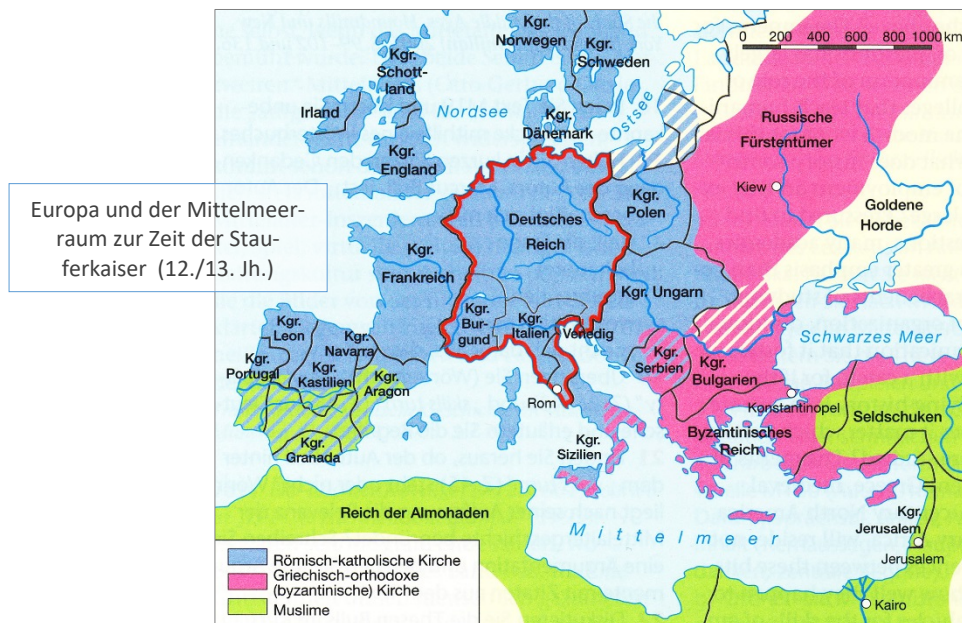 Europa und der Mittelmeer-
raum zur Zeit der Stau-
ferkaiser (12./13. Jh.)
0 200 400 600 800 1000 km
Kgr.
Norwegen
Kgr.
Schweden
Kgr.
Schott-
land
Irland
Nordsee
Ostsee
Kgr.
Dänemark
Kgr.
England
Russische
Fürstentümer
Kiew
Goldene
Horde
Kgr.
Polen
Deutsches
Reich
Kgr.
Frankreich
Kgr. Ungarn
Kgr.
Bur-
gund
Kgr.
Italien
Venedig
Kgr.
Leon
Kgr.
Navarra
Kgr.
Portugal
Kgr.
Kastilien
Kgr.
Aragon
Kgr.
Granada
Rom
Kgr.
Serbien
Kgr.
Bulgarien
Schwarzes Meer
Konstantinopel
Seldschuken
Byzantinisches
Reich
Kgr.
Sizilien
Reich der Almohaden
Mittelmeer
Kgr.
Jerusalem
Jerusalem
Kairo
Römisch-katholische Kirche
Griechisch-orthodoxe
(byzantinische) Kirche
Muslime